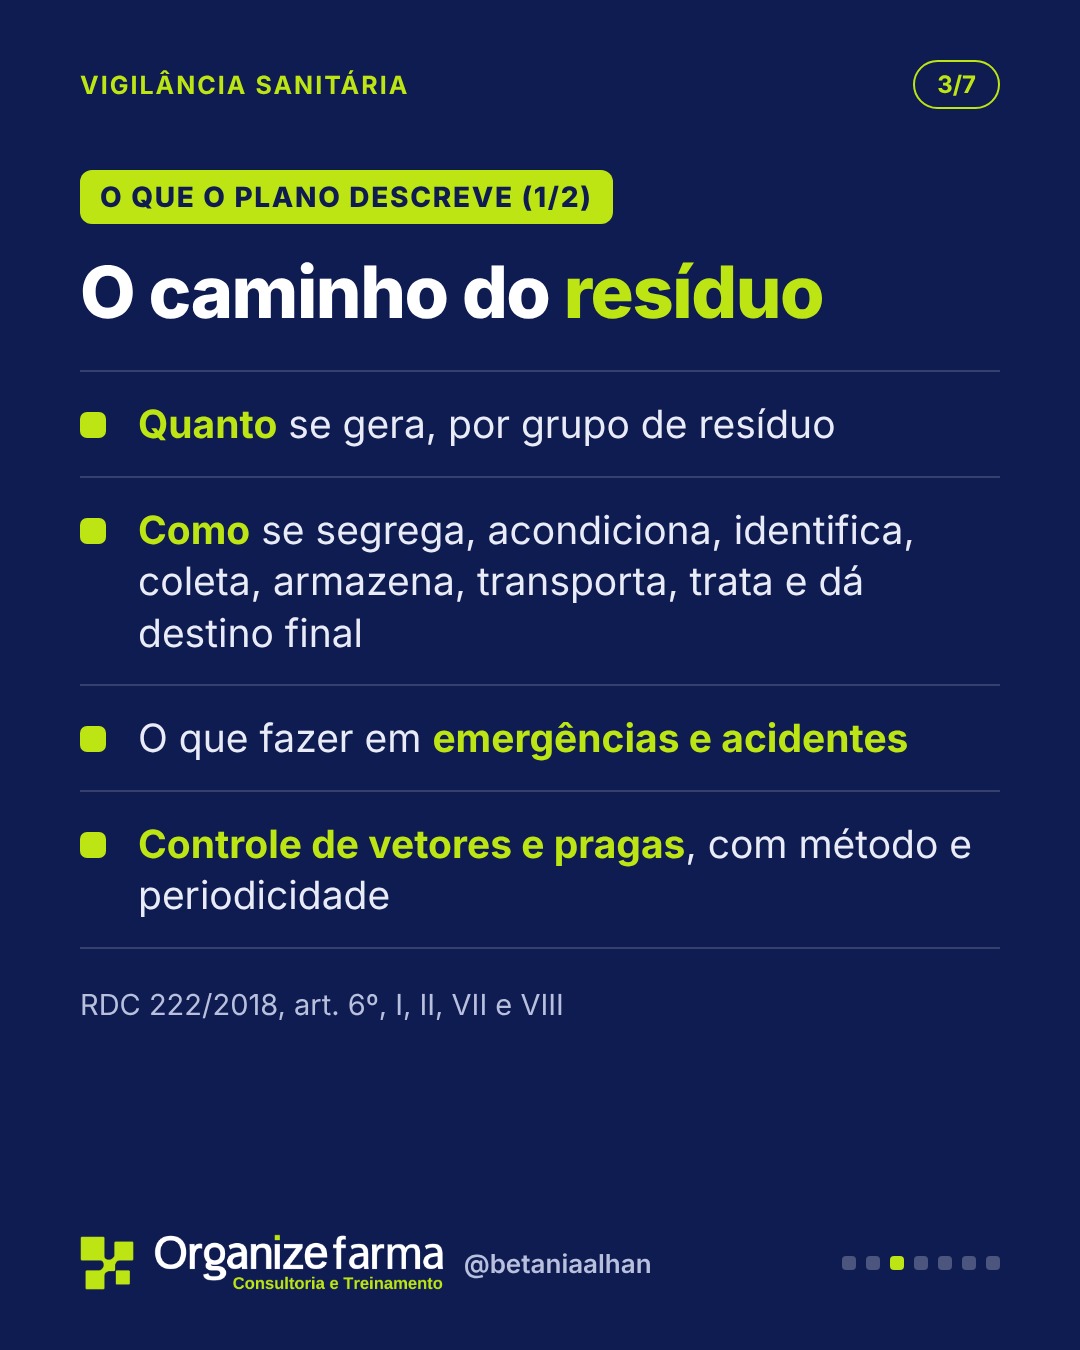 VIGILÂNCIA SANITÁRIA
3/7
O QUE O PLANO DESCREVE (1/2)
O caminho do resíduo
Quanto se gera, por grupo de resíduo
Como se segrega, acondiciona, identifica,
coleta, armazena, transporta, trata e dá
destino final
O que fazer em emergências e acidentes
Controle de vetores e pragas, com método e
periodicidade
RDC 222/2018, art. 6º, I, II, VII e VIII
Organizefarma
Consultoria e Treinamento
@betaniaalhan